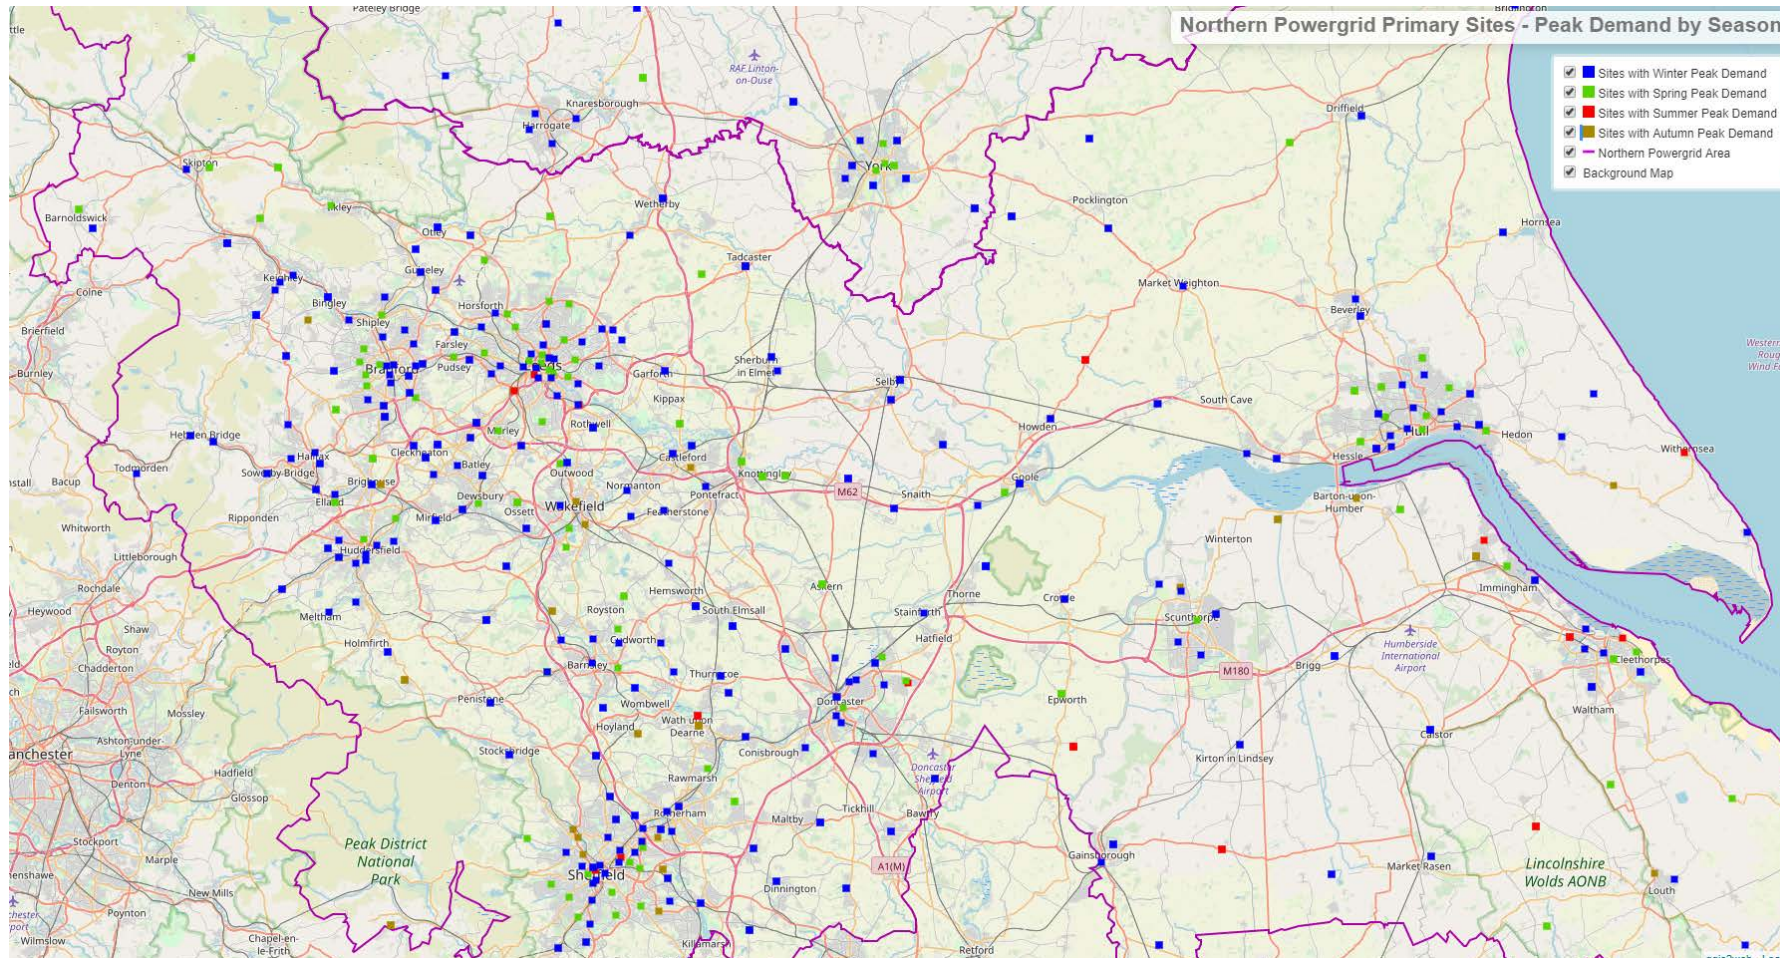 Pateley Bridge
Bridlington
Northern Powergrid Primary Sites - Peak Demand by Season
RAF Linton-
on-Ouse
Sites with Winter Peak Demand
Sites with Spring Peak Demand
Sites with Summer Peak Demand
Sites with Autumn Peak Demand
Northern Powergrid Area
Background Map
Knaresborough
Harrogate
Driffield
Skipton
York
Ilkley
Wetherby
Pocklington
Barnoldswick
Hornsea
Otley
Tadcaster
Guiseley
Keighley
Market Weighton
Colne
Bingley
Horsforth
Beverley
Shipley
Brierfield
Farsley
Burnley
Bradford
Pudsey
Leeds
Garforth
Sherburn
in Elmet
Selby
Kippax
South Cave
Rothwell
Howden
Morley
Hull
Hedon
Hebden Bridge
Halifax
Cleckheaton
Batley
Castleford
Hessle
Withernsea
Todmorden
Sowerby Bridge
Outwood
Knottingley
Goole
Bacup
Brighouse
Normanton
Pontefract
M62
Snaith
Elland
Dewsbury
Ossett
Wakefield
Featherstone
Barton-upon-
Humber
Ripponden
Mirfield
Whitworth
Winterton
Littleborough
Huddersfield
Rochdale
Askern
Immingham
Heywood
Royston
Hemsworth
South Elmsall
Stainforth
Thorne
Crowle
Meltham
Scunthorpe
Shaw
Holmfirth
Cudworth
Hatfield
Humberside
International
Airport
Royton
Chadderton
Oldham
Barnsley
Thurnscoe
M180
Brigg
Cleethorpes
Penistone
Wombwell
Doncaster
Epworth
Waltham
Failsworth
Mossley
Hoyland
Wath upon
Dearne
Caistor
Ashton-under-
Lyne
Stocksbridge
Conisbrough
Kirton in Lindsey
Hadfield
Rawmarsh
Doncaster
Sheffield
Airport
Denton
Glossop
Rotherham
Maltby
Tickhill
Bawtry
Stockport
Peak District
National
Park
Gainsborough
Marple
Sheffield
A1(M)
Market Rasen
Lincolnshire
Wolds AONB
New Mills
Dinnington
Louth
Poynton
Wilmslow
Chapel-en-
le-Frith
Killamarsh
Retford